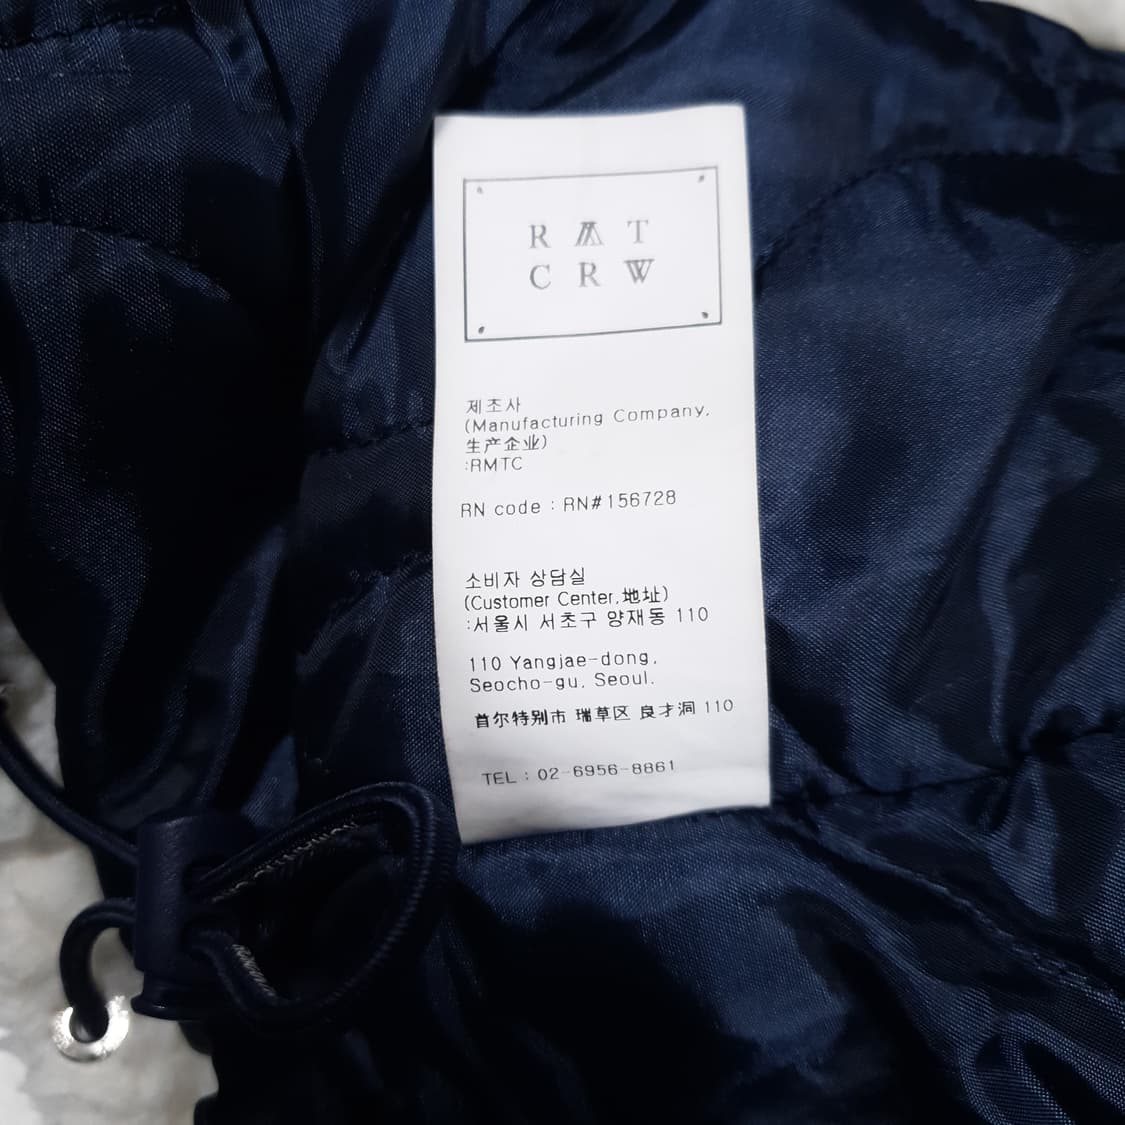 R M T
C R W
제조사
(Manufacturing Company,
生产企业)
:RMTC
RN code : RN#156728
소비자 상담실
(Customer Center,地址)
:서울시 서초구 양재동 110
110 Yangjae-dong,
Seocho-gu, Seoul.
首尔特别市 瑞草区 良才洞 110
TEL : 02-6956-8861